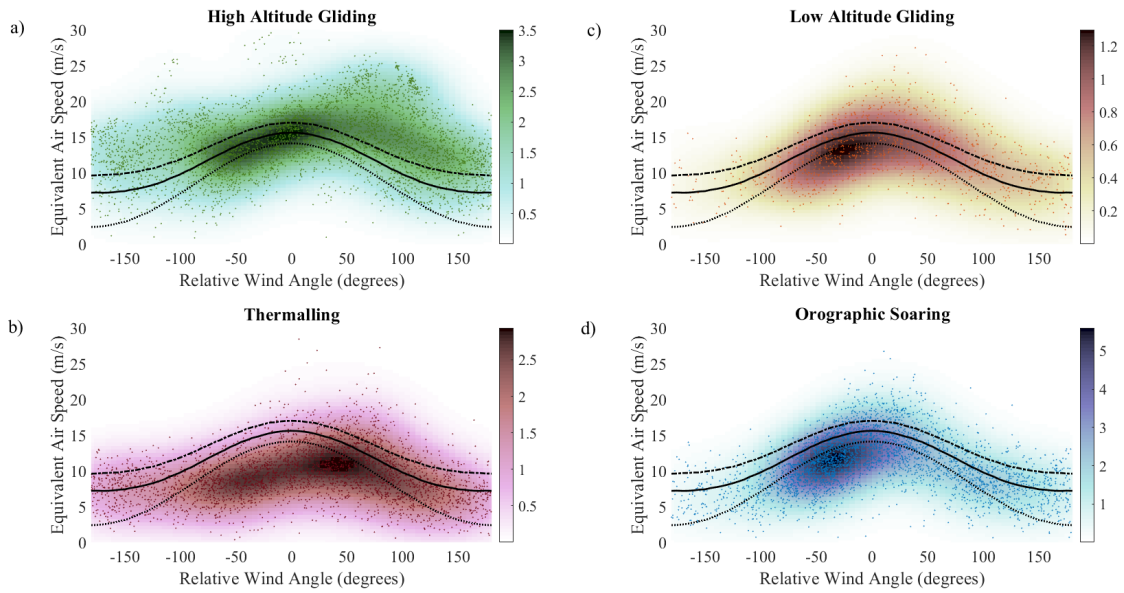 a)
High Altitude Gliding
Equivalent Air Speed (m/s)
30
25
20
15
10
5
0
-150 -100 -50 0 50 100 150
Relative Wind Angle (degrees)
3.5
3
2.5
2
1.5
1
0.5
c)
Low Altitude Gliding
Equivalent Air Speed (m/s)
30
25
20
15
10
5
0
-150 -100 -50 0 50 100 150
Relative Wind Angle (degrees)
1.2
1
0.8
0.6
0.4
0.2
b)
Thermalling
Equivalent Air Speed (m/s)
30
25
20
15
10
5
0
-150 -100 -50 0 50 100 150
Relative Wind Angle (degrees)
2.5
2
1.5
1
0.5
d)
Orographic Soaring
Equivalent Air Speed (m/s)
30
25
20
15
10
5
0
-150 -100 -50 0 50 100 150
Relative Wind Angle (degrees)
5
4
3
2
1